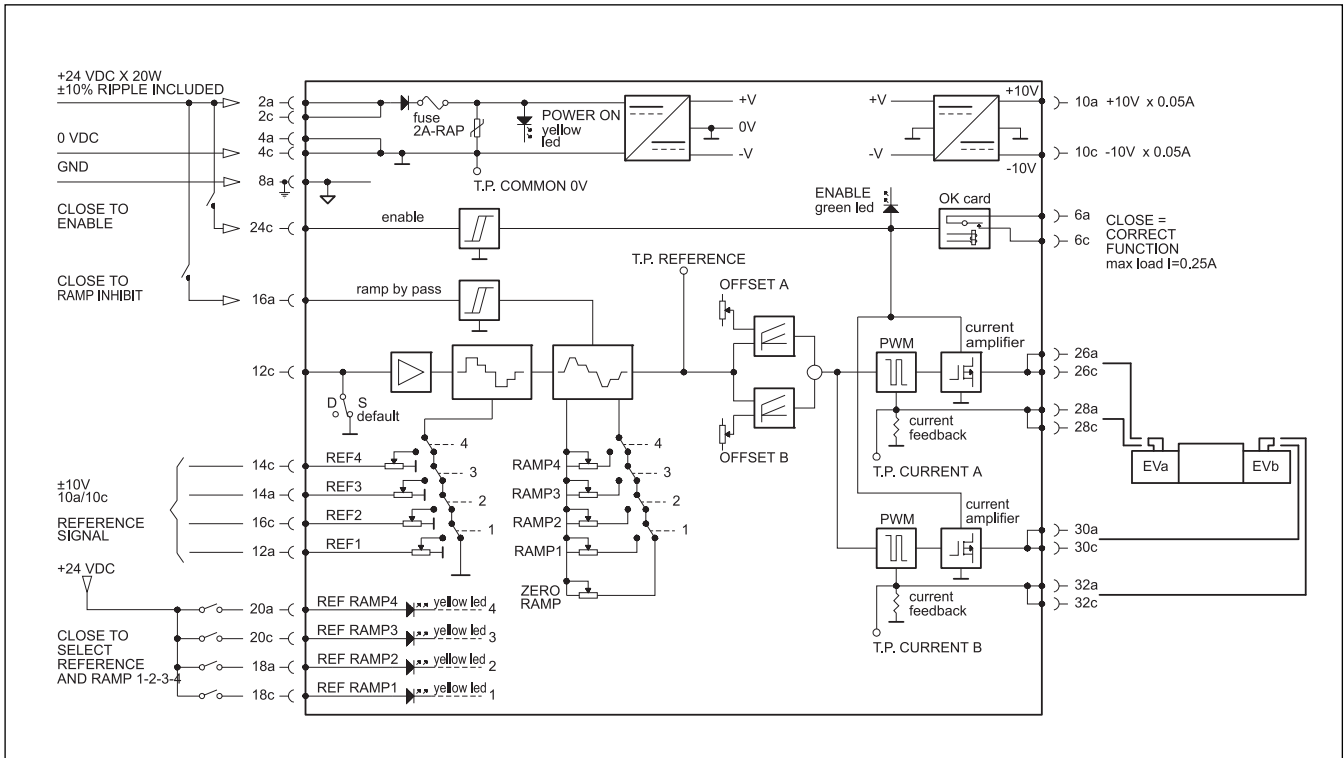 +24 VDC X 20W
±10% RIPPLE INCLUDED
2a
2c
0 VDC
4a
4c
GND
8a
CLOSE TO
ENABLE
24c
CLOSE TO
RAMP INHIBIT
16a
12c
±10V
10a/10c
REFERENCE
SIGNAL
14c
14a
16c
12a
+24 VDC
CLOSE TO
SELECT
REFERENCE
AND RAMP 1-2-3-4
20a
20c
18a
18c
fuse
2A-RAP
POWER ON
yellow
led
T.P. COMMON 0V
+V
0V
-V
+V
-V
+10V
-10V
10a +10V x 0.05A
10c -10V x 0.05A
enable
ENABLE
green led
OK card
6a
6c
CLOSE =
CORRECT
FUNCTION
max load I=0.25A
ramp by pass
T.P. REFERENCE
OFFSET A
OFFSET B
D
S
default
PWM
current
amplifier
26a
26c
28a
28c
current
feedback
T.P. CURRENT A
EVa
EVb
REF4
REF3
REF2
REF1
4
3
2
1
RAMP4
RAMP3
RAMP2
RAMP1
ZERO
RAMP
4
3
2
1
PWM
current
amplifier
30a
30c
32a
32c
current
feedback
T.P. CURRENT B
REF RAMP4 yellow led 4
REF RAMP3 yellow led 3
REF RAMP2 yellow led 2
REF RAMP1 yellow led 1